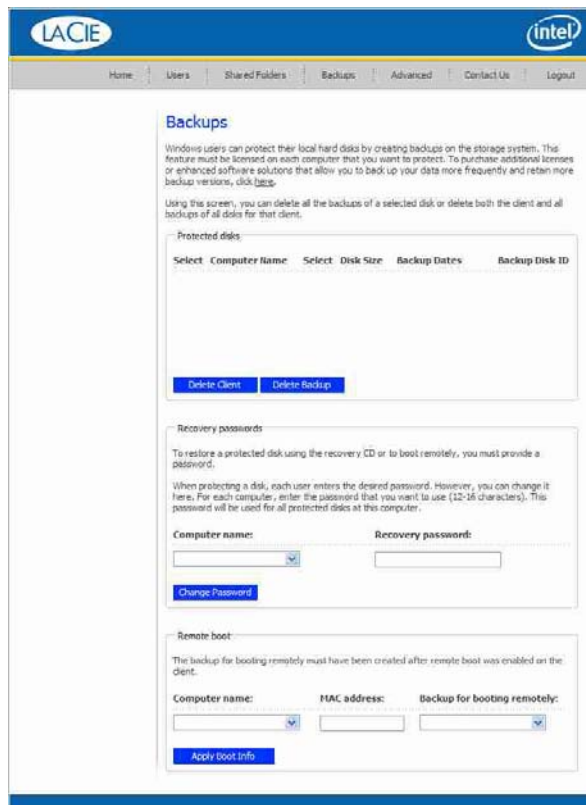 LACIE
intel
Home Users Shared Folders Backups Advanced Contact Us Logout
Backups
Windows users can protect their local hard disks by creating backups on the storage system. This
feature must be licensed on each computer that you want to protect. To purchase additional licenses
or enhanced software solutions that allow you to back up your data more frequently and retain more
backup versions, click here.
Using this screen, you can delete all the backups of a selected disk or delete both the client and all
backups of all disks for that client.
Protected disks
Select Computer Name Select Disk Size Backup Dates Backup Disk ID
Delete Client Delete Backup
Recovery passwords
To restore a protected disk using the recovery CD or to boot remotely, you must provide a
password.
When protecting a disk, each user enters the desired password. However, you can change it
here. For each computer, enter the password that you want to use (12-16 characters). This
password will be used for all protected disks at this computer.
Computer name: Recovery password:
Change Password
Remote boot
The backup for booting remotely must have been created after remote boot was enabled on the
client.
Computer name: MAC address: Backup for booting remotely:
Apply Boot Info